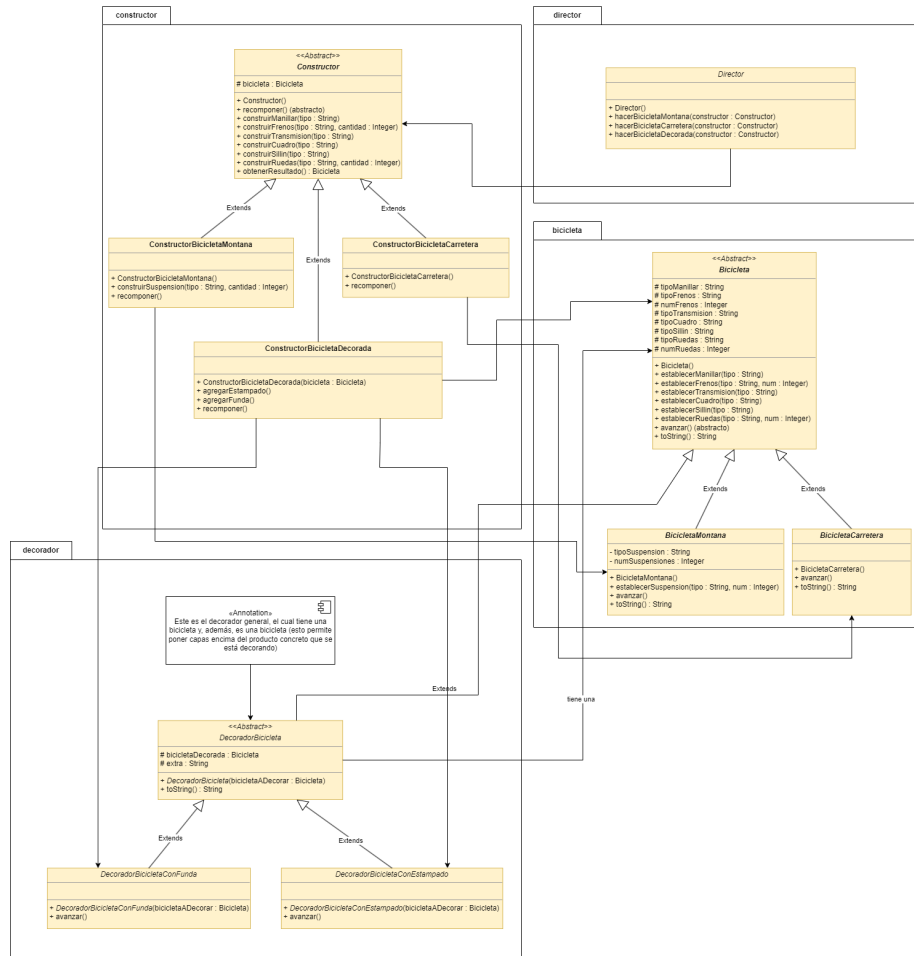 constructor
<<Abstract>>
Constructor
# bicicleta : Bicicleta
+ Constructor()
+ recomponer() (abstracto)
+ construirManillar(tipo : String)
+ construirFrenos(tipo : String, cantidad : Integer)
+ construirTransmision(tipo : String)
+ construirCuadro(tipo : String)
+ construirSillin(tipo : String)
+ construirRuedas(tipo : String, cantidad : Integer)
+ obtenerResultado() : Bicicleta
Extends
Extends
Extends
ConstructorBicicletaMontana
+ ConstructorBicicletaMontana()
+ construirSuspension(tipo : String, cantidad : Integer)
+ recomponer()
ConstructorBicicletaCarretera
+ ConstructorBicicletaCarretera()
+ recomponer()
ConstructorBicicletaDecorada
+ ConstructorBicicletaDecorada(bicicleta : Bicicleta)
+ agregarEstampado()
+ agregarFunda()
+ recomponer()
director
Director
+ Director()
+ hacerBicicletaMontana(constructor : Constructor)
+ hacerBicicletaCarretera(constructor : Constructor)
+ hacerBicicletaDecorada(constructor : Constructor)
bicicleta
<<Abstract>>
Bicicleta
# tipoManillar : String
# tipoFrenos : String
# numFrenos : Integer
# tipoTransmision : String
# tipoCuadro : String
# tipoSillin : String
# tipoRuedas : String
# numRuedas : Integer
+ Bicicleta()
+ establecerManillar(tipo : String)
+ establecerFrenos(tipo : String, num : Integer)
+ establecerTransmision(tipo : String)
+ establecerCuadro(tipo : String)
+ establecerSillin(tipo : String)
+ establecerRuedas(tipo : String, num : Integer)
+ avanzar() (abstracto)
+ toString() : String
Extends
Extends
Extends
BicicletaMontana
- tipoSuspension : String
- numSuspensiones : Integer
+ BicicletaMontana()
+ establecerSuspension(tipo : String, num : Integer)
+ avanzar()
+ toString() : String
BicicletaCarretera
+ BicicletaCarretera()
+ avanzar()
+ toString() : String
tiene una
decorador
«Annotation»
Este es el decorador general, el cual tiene una
bicicleta y, además, es una bicicleta (esto permite
poner capas encima del producto concreto que se
está decorando)
<<Abstract>>
DecoradorBicicleta
# bicicletaDecorada : Bicicleta
# extra : String
+ DecoradorBicicleta(bicicletaADecorar : Bicicleta)
+ toString() : String
Extends
Extends
DecoradorBicicletaConFunda
+ DecoradorBicicletaConFunda(bicicletaADecorar : Bicicleta)
+ avanzar()
DecoradorBicicletaConEstampado
+ DecoradorBicicletaConEstampado(bicicletaADecorar : Bicicleta)
+ avanzar()